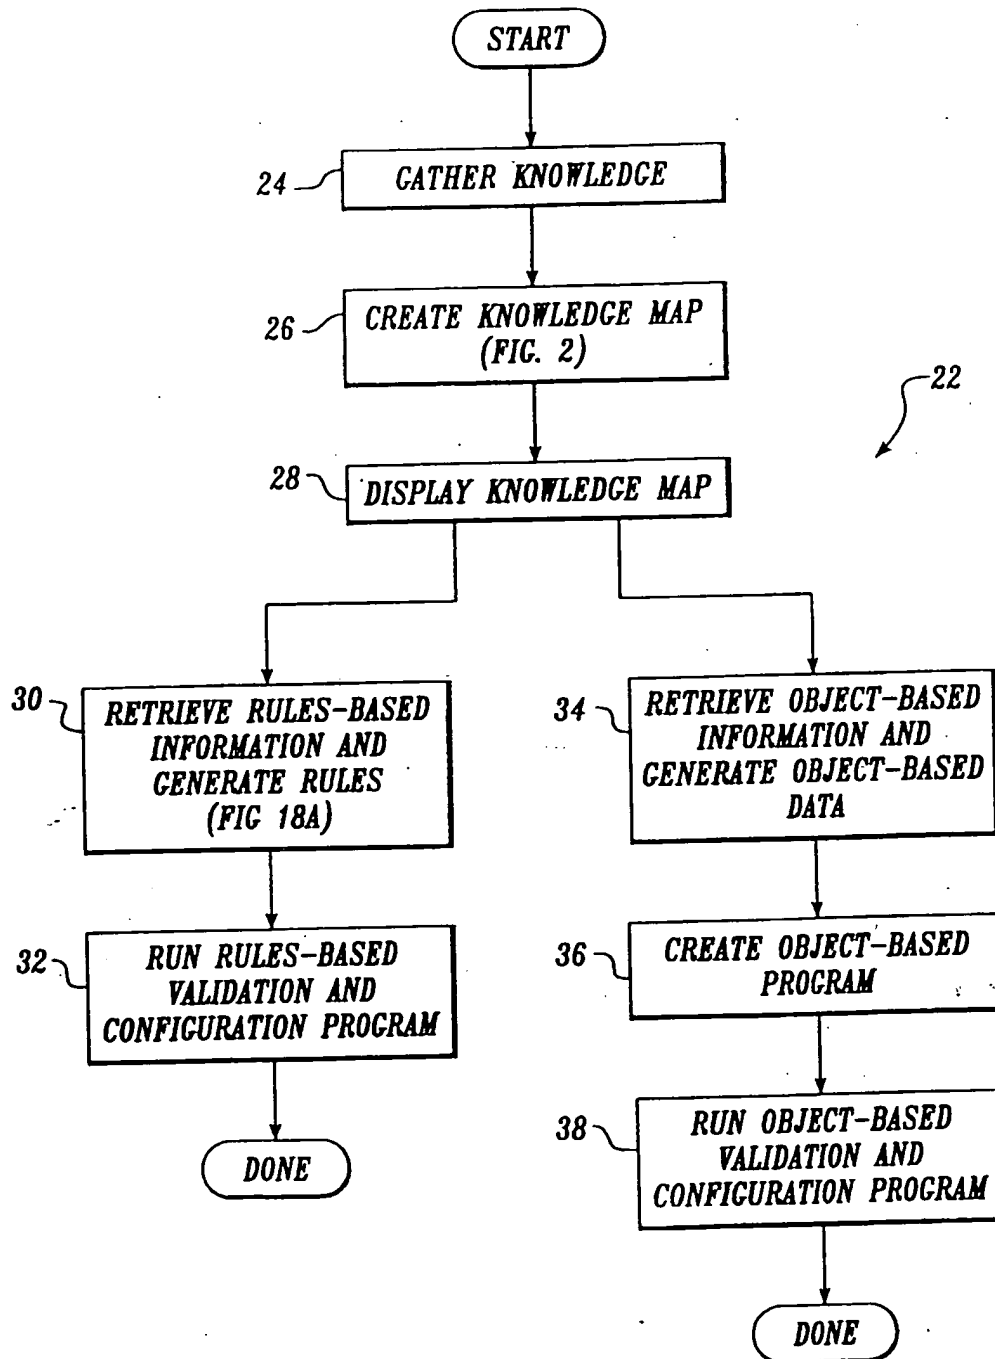 START
24
GATHER KNOWLEDGE
26
CREATE KNOWLEDGE MAP
(FIG. 2)
22
28
DISPLAY KNOWLEDGE MAP
30
RETRIEVE RULES-BASED
INFORMATION AND
GENERATE RULES
(FIG 18A)
32
RUN RULES-BASED
VALIDATION AND
CONFIGURATION PROGRAM
DONE
34
RETRIEVE OBJECT-BASED
INFORMATION AND
GENERATE OBJECT-BASED
DATA
36
CREATE OBJECT-BASED
PROGRAM
38
RUN OBJECT-BASED
VALIDATION AND
CONFIGURATION PROGRAM
DONE